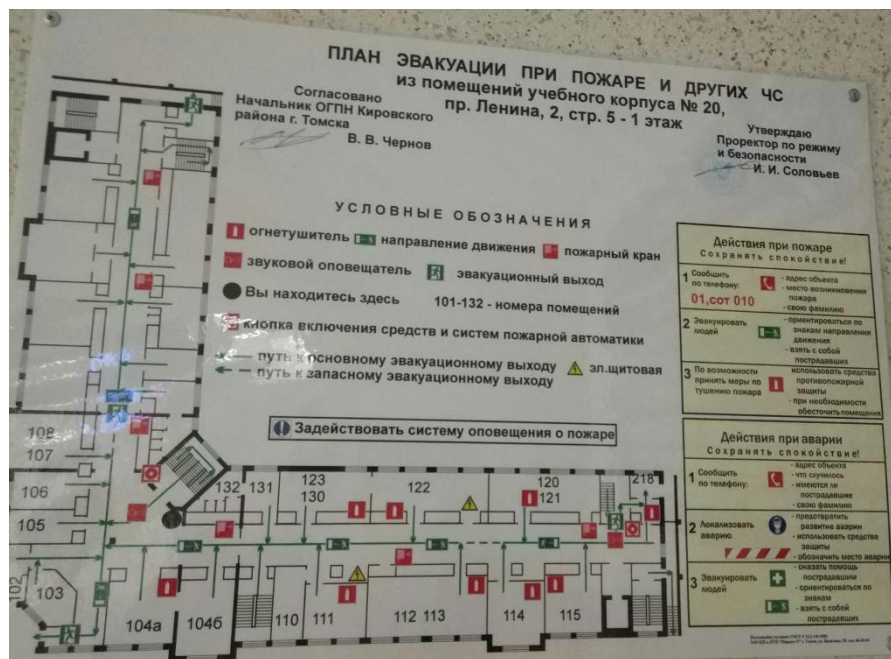 ПЛАН ЭВАКУАЦИИ ПРИ ПОЖАРЕ И ДРУГИХ ЧС
из помещений учебного корпуса № 20,
пр. Ленина, 2, стр. 5 - 1 этаж
Согласовано
Начальник ОГПН Кировского
района г. Томска
В. В. Чернов
Утверждаю
Проректор по режиму
и безопасности
И. И. Соловьев
УСЛОВНЫЕ ОБОЗНАЧЕНИЯ
огнетушитель направление движения пожарный кран
звуковой оповещатель эвакуационный выход
Вы находитесь здесь 101-132 - номера помещений
кнопка включения средств и систем пожарной автоматики
путь к основному эвакуационному выходу эл.щитовая
путь к запасному эвакуационному выходу
Задействовать систему оповещения о пожаре
Действия при пожаре
Сохранять спокойствие!
1 Сообщить
по телефону:
01,сот 010
- адрес объекта
- место возникновения
пожара
- свою фамилию
2 Эвакуировать
людей
- ориентироваться по
знакам направления
движения
- взять с собой
пострадавших
3 По возможности
принять меры по
тушению пожара
использовать средства
противопожарной
защиты
- при необходимости
обесточить помещения
Действия при аварии
Сохранять спокойствие!
1 Сообщить
по телефону:
- адрес объекта
- что случилось
- имеются ли
пострадавшие
- свою фамилию
2 Локализовать
аварию
- предотвратить
развитие аварии
- использовать средства
защиты
- обозначить место аварии
3 Эвакуировать
людей
- оказать помощь
пострадавшим
- ориентироваться по
знакам
- взять с собой
пострадавших
108
107
106
105
102
103
104а
104б
132
131
123
130
122
120
121
218
110
111
112
113
114
115